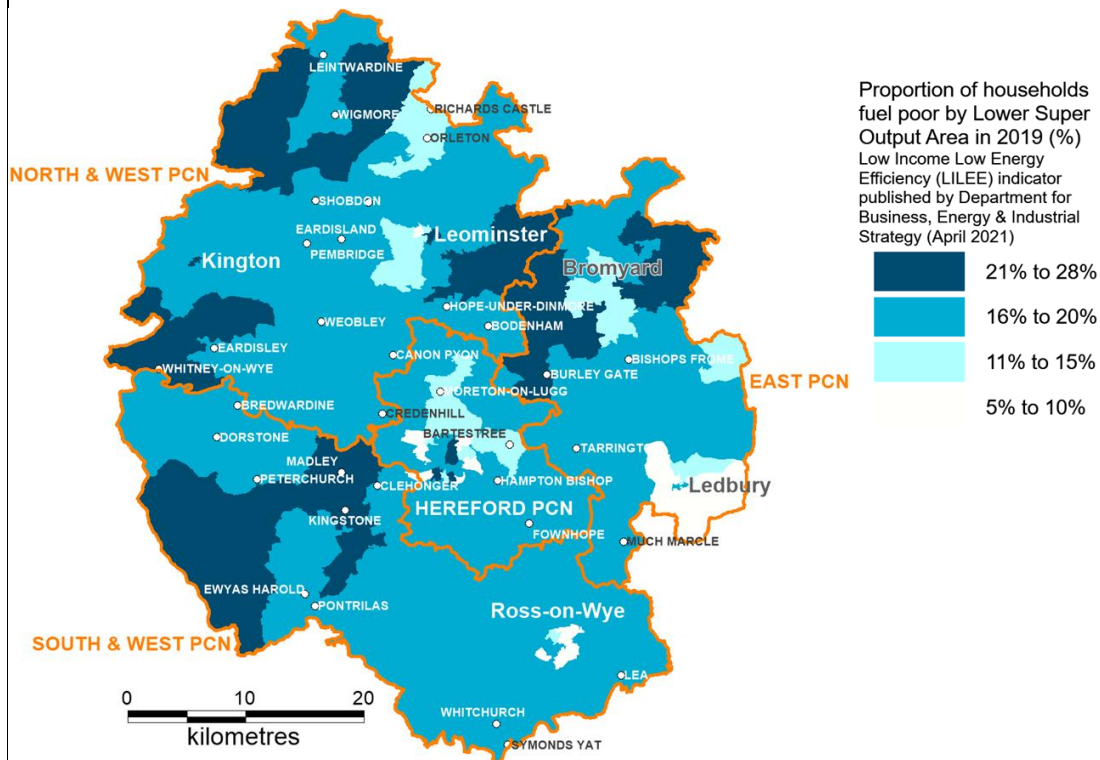 LEINTWARDINE
WIGMORE
RICHARDS CASTLE
ORLETON
NORTH & WEST PCN
SHOBDON
EARDISLAND
Leominster
Kington
PEMBRIDGE
Bromyard
HOPE-UNDER-DINMORE
WEOBLEY
BODENHAM
EARDISLEY
CANON PYON
BISHOPS FROME
WHITNEY-ON-WYE
BURLEY GATE
EAST PCN
MORETON-ON-LUGG
BREDWARDINE
CREDENHILL
DORSTONE
BARTESTREE
TARRINGT
MADLEY
PETERCHURCH
CLEHONGER
HAMPTON BISHOP
Ledbury
KINGSTONE
HEREFORD PCN
FOWNHOPE
MUCH MARCLE
EWYAS HAROLD
PONTRILAS
Ross-on-Wye
SOUTH & WEST PCN
LEA
WHITCHURCH
SYMONDS YAT
0 10 20
kilometres
Proportion of households
fuel poor by Lower Super
Output Area in 2019 (%)
Low Income Low Energy
Efficiency (LILEE) indicator
published by Department for
Business, Energy & Industrial
Strategy (April 2021)
21% to 28%
16% to 20%
11% to 15%
5% to 10%